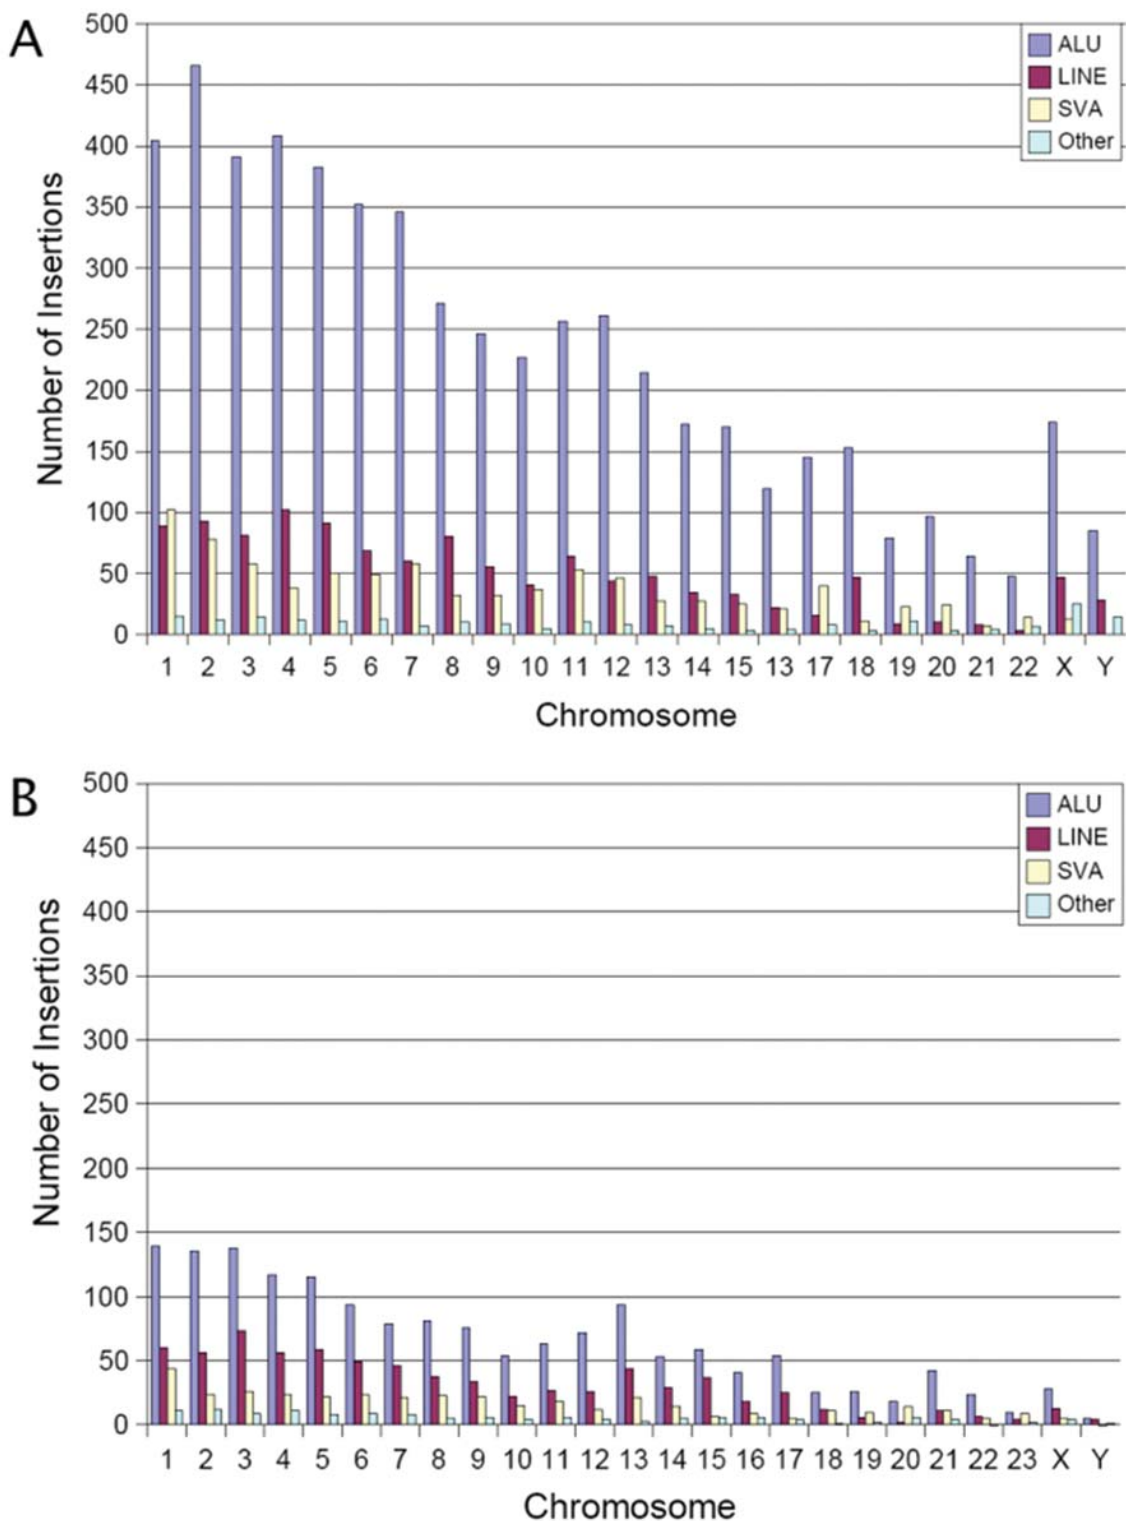 A
500
450
400
350
300
250
200
150
100
50
0
Number of Insertions
ALU
LINE
SVA
Other
1 2 3 4 5 6 7 8 9 10 11 12 13 14 15 13 17 18 19 20 21 22 X Y
Chromosome
B
500
450
400
350
300
250
200
150
100
50
0
Number of Insertions
ALU
LINE
SVA
Other
1 2 3 4 5 6 7 8 9 10 11 12 13 14 15 16 17 18 19 20 21 22 23 X Y
Chromosome